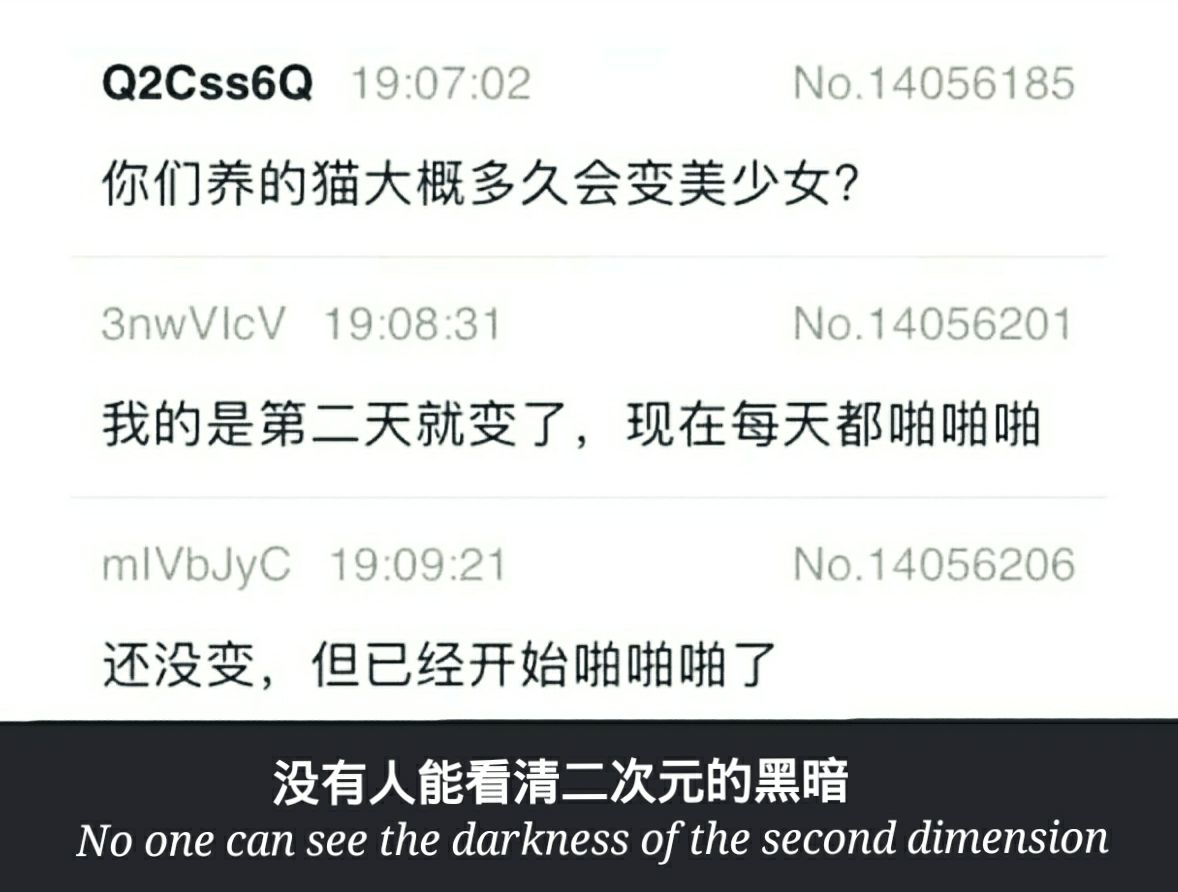 Q2Css6Q 19:07:02 No.14056185
你们养的猫大概多久会变美少女？
3nwVIcV 19:08:31 No.14056201
我的是第二天就变了，现在每天都啪啪啪
mIVbJyC 19:09:21 No.14056206
还没变，但已经开始啪啪啪了
没有人能看清二次元的黑暗
No one can see the darkness of the second dimension